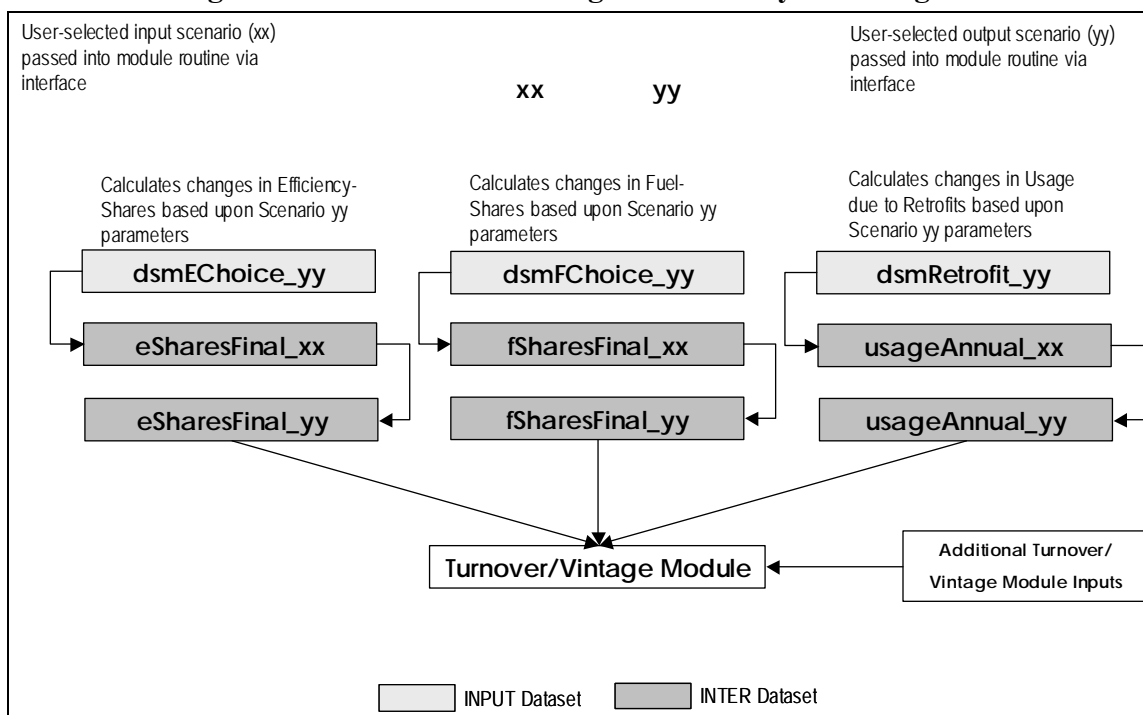 User-selected input scenario (xx)
passed into module routine via
interface
User-selected output scenario (yy)
passed into module routine via
interface
xx yy
Calculates changes in Efficiency-
Shares based upon Scenario yy
parameters
Calculates changes in Fuel-
Shares based upon Scenario yy
parameters
Calculates changes in Usage
due to Retrofits based upon
Scenario yy parameters
dsmEChoice_yy
dsmFChoice_yy
dsmRetrofit_yy
eSharesFinal_xx
fSharesFinal_xx
usageAnnual_xx
eSharesFinal_yy
fSharesFinal_yy
usageAnnual_yy
Turnover/Vintage Module
Additional Turnover/
Vintage Module Inputs
INPUT Dataset
INTER Dataset